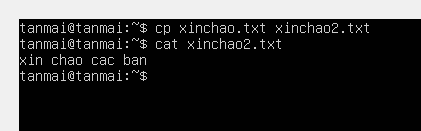 tanmai@tanmai:~$ cp xinchao.txt xinchao2.txt
tanmai@tanmai:~$ cat xinchao2.txt
xin chao cac ban
tanmai@tanmai:~$